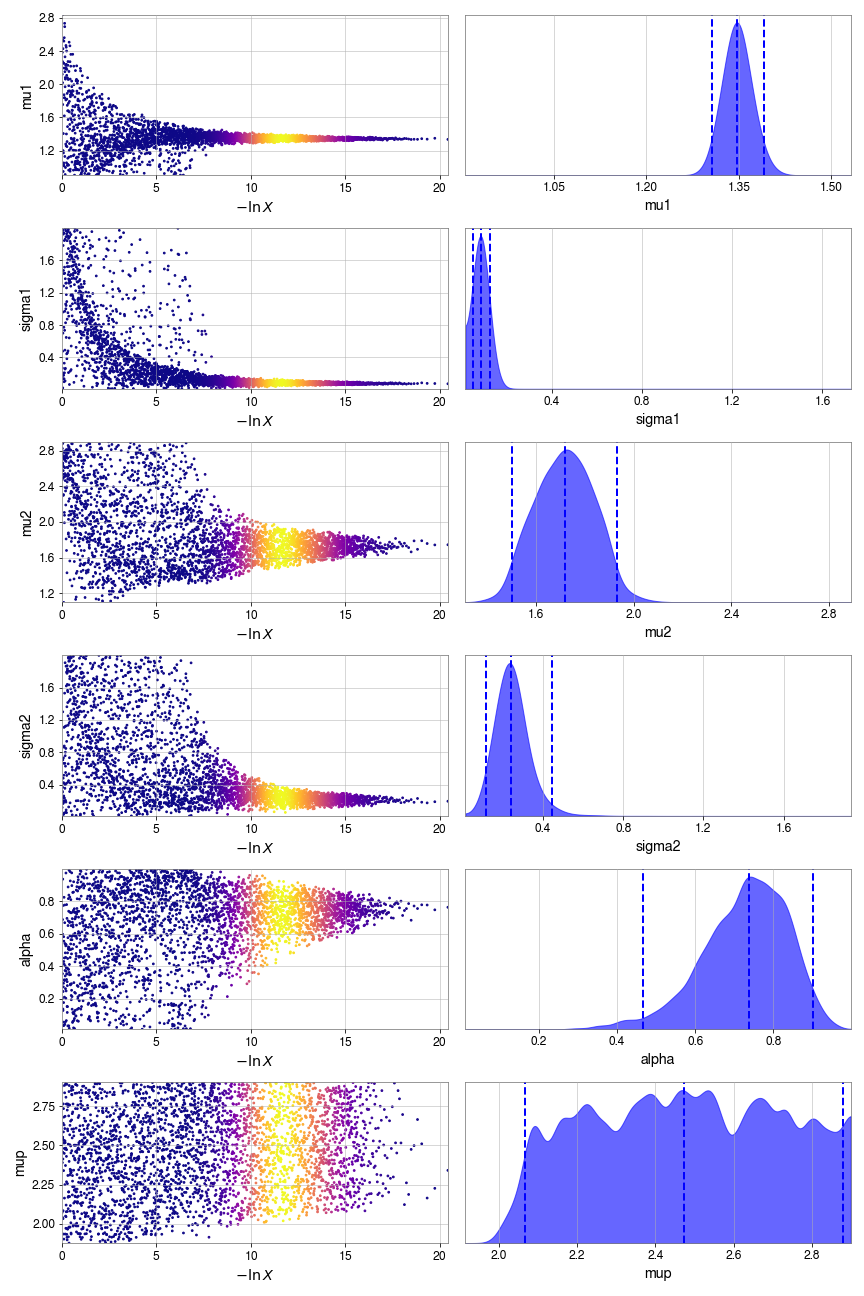 2.8
2.4
2.0
1.6
1.2
mu1
0 5 10 15 20
−ln X
1.05 1.20 1.35 1.50
mu1
1.6
1.2
0.8
0.4
sigma1
0 5 10 15 20
−ln X
0.4 0.8 1.2 1.6
sigma1
2.8
2.4
2.0
1.6
1.2
mu2
0 5 10 15 20
−ln X
1.6 2.0 2.4 2.8
mu2
1.6
1.2
0.8
0.4
sigma2
0 5 10 15 20
−ln X
0.4 0.8 1.2 1.6
sigma2
0.8
0.6
0.4
0.2
alpha
0 5 10 15 20
−ln X
0.2 0.4 0.6 0.8
alpha
2.75
2.50
2.25
2.00
mup
0 5 10 15 20
−ln X
2.0 2.2 2.4 2.6 2.8
mup